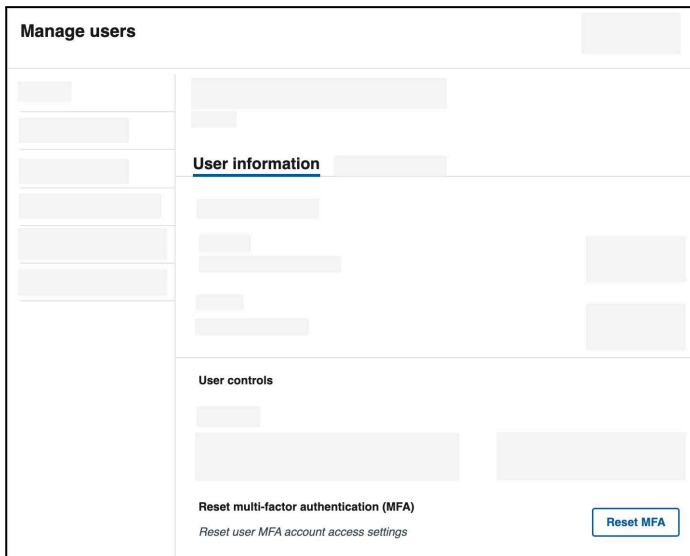 Manage users
User information
User controls
Reset multi-factor authentication (MFA)
Reset user MFA account access settings
Reset MFA